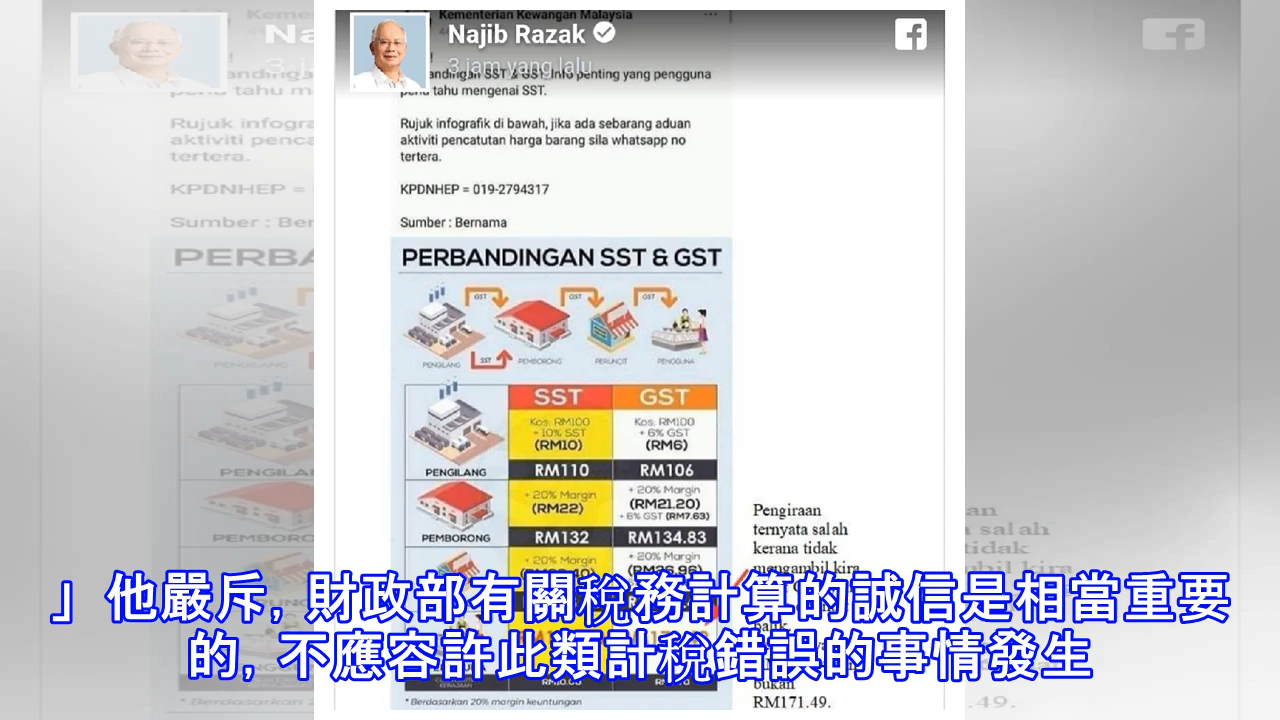 Kementerian Kewangan Malaysia
Najib Razak
3 jam yang lalu
SST & GST. Info penting yang pengguna
perlu tahu mengenai SST.
Rujuk infografik di bawah, jika ada sebarang aduan
aktiviti pencatutan harga barang sila whatsapp no
tertera.
KPDNHEP = 019-2794317
Sumber : Bernama
PERBANDINGAN SST & GST
GST GST GST
SST
PENGILANG PEMBORONG PERUNCIT PENGGUNA
SST GST
Kos: RM100 Kos: RM100
+ 10% SST + 6% GST
(RM10) (RM6)
PENGILANG RM110 RM106
+ 20% Margin + 20% Margin
(RM22) (RM21.20)
+ 6% GST (RM7.63)
PEMBORONG RM132 RM134.83
+ 20% Margin + 20% Margin
* Berdasarkan 20% margin keuntungan
Pengiraan
ternyata salah
kerana tidak
mengambil kira
bukan
RM171.49.
」他嚴斥, 財政部有關稅務計算的誠信是相當重要
的, 不應容許此類計稅錯誤的事情發生